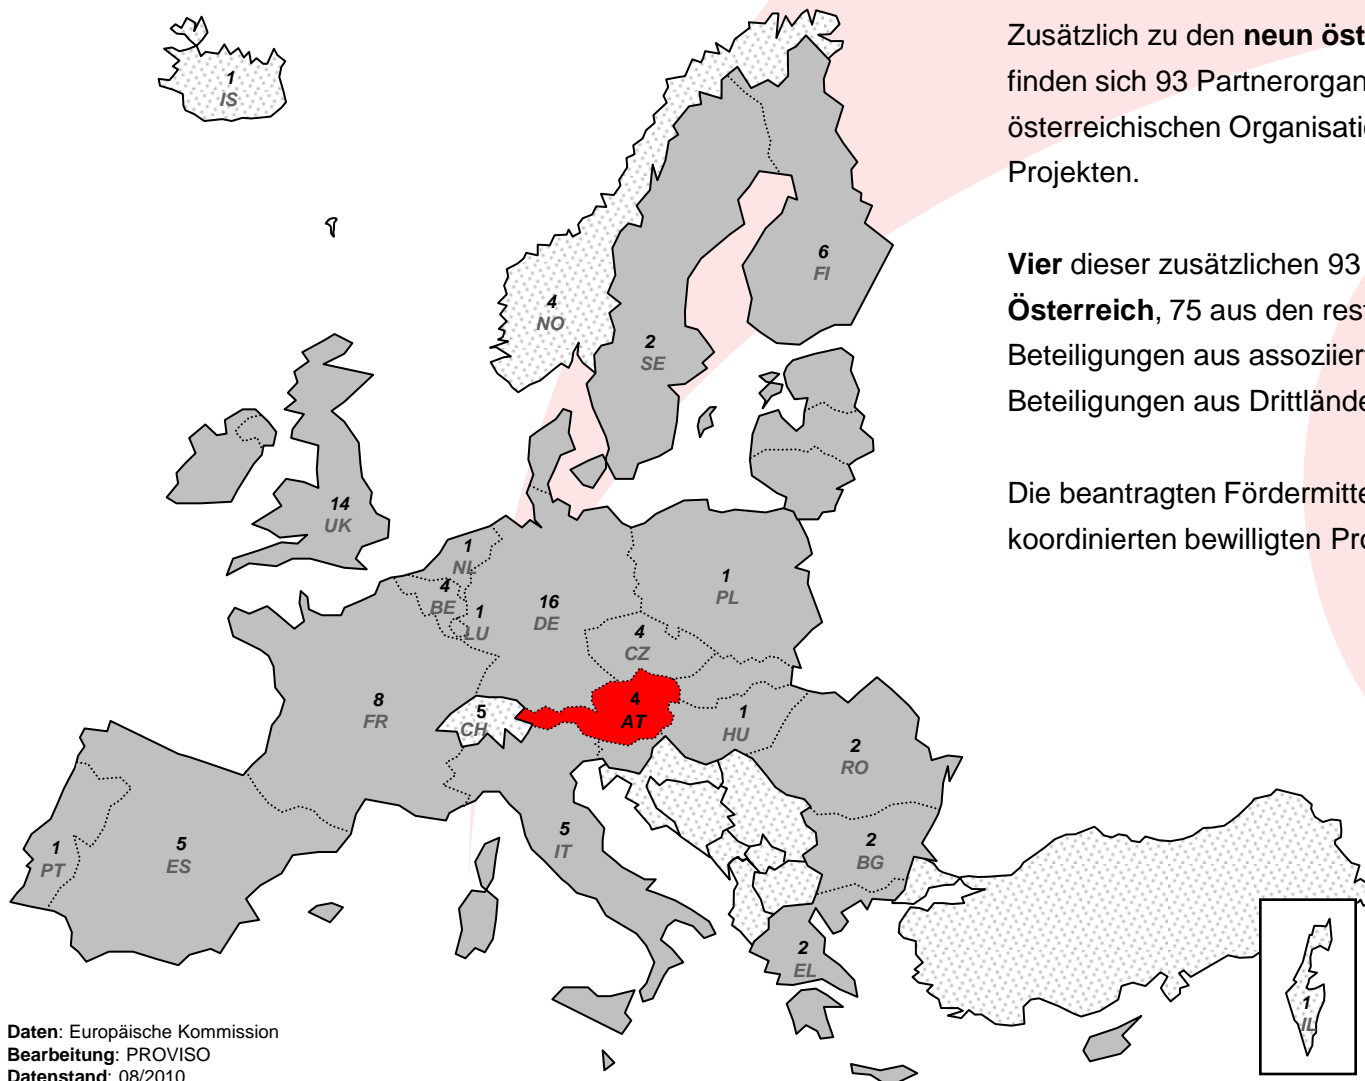 Zusätzlich zu den neun öst
finden sich 93 Partnerorgan
österreichischen Organisati
Projekten.
Vier dieser zusätzlichen 93
Österreich, 75 aus den rest
Beteiligungen aus assoziier
Beteiligungen aus Drittlände
Die beantragten Fördermitte
koordinierten bewilligten Pro
1
IS
4
NO
6
FI
2
SE
14
UK
1
NL
4
BE
1
LU
16
DE
1
PL
4
CZ
8
FR
5
CH
4
AT
1
HU
2
RO
1
PT
5
ES
5
IT
2
BG
2
EL
1
IL
Daten: Europäische Kommission
Bearbeitung: PROVISO
Datenstand: 08/2010